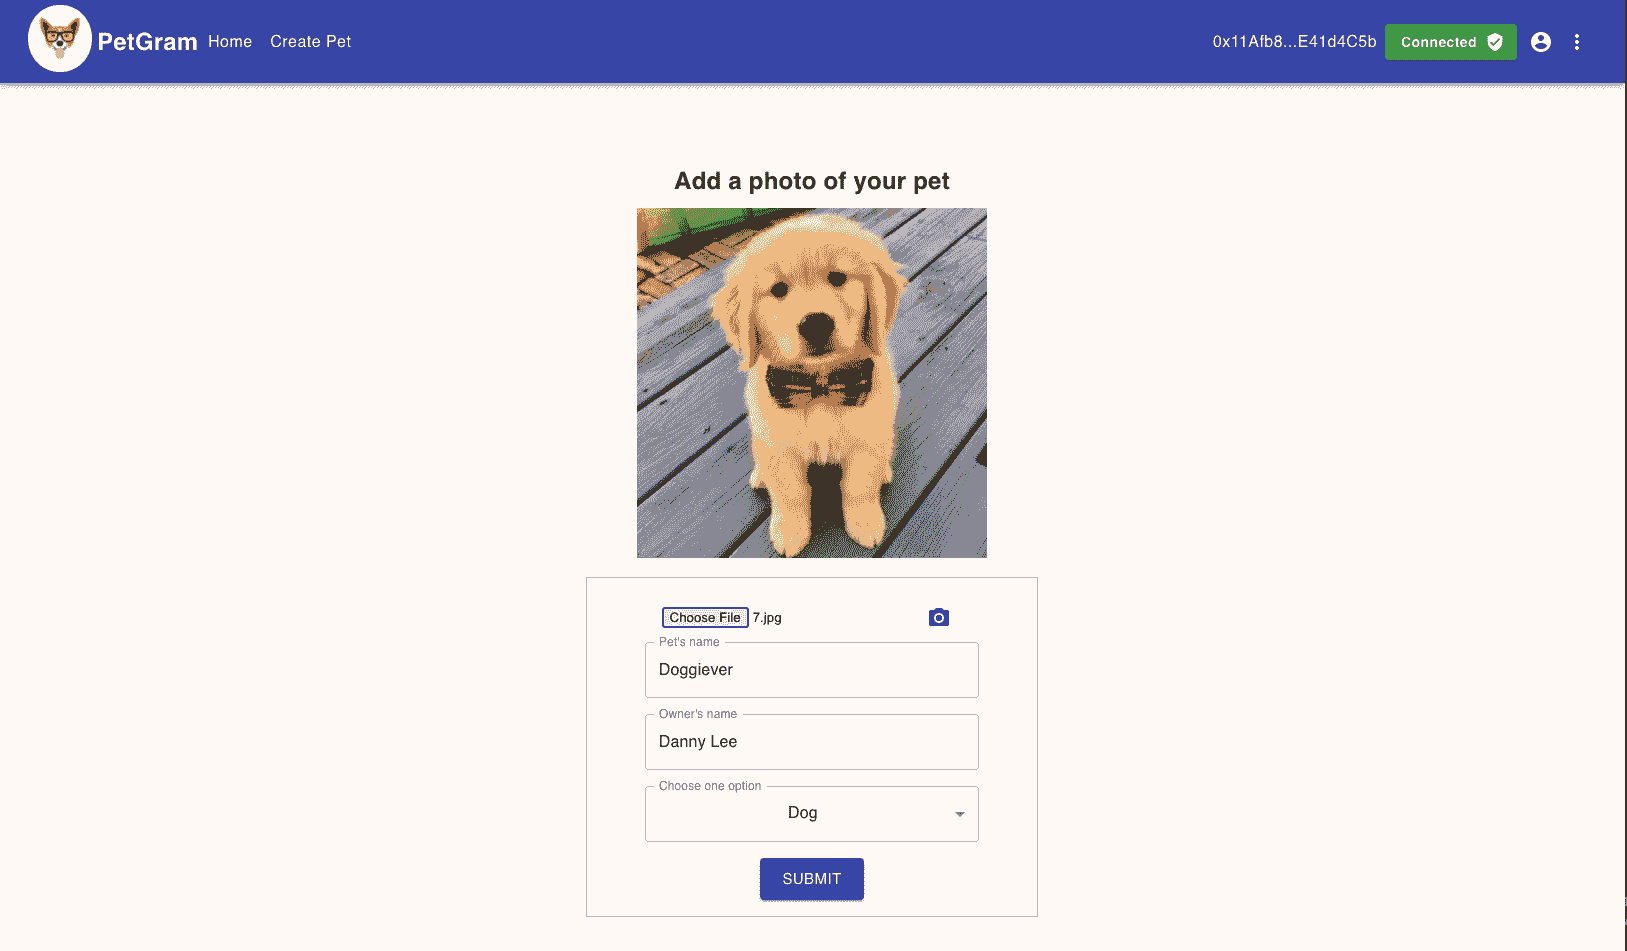 PetGram Home Create Pet 0x11Afb8...E41d4C5b Connected
Add a photo of your pet
Choose File 7.jpg
Pet's name
Doggiever
Owner's name
Danny Lee
Choose one option
Dog
SUBMIT